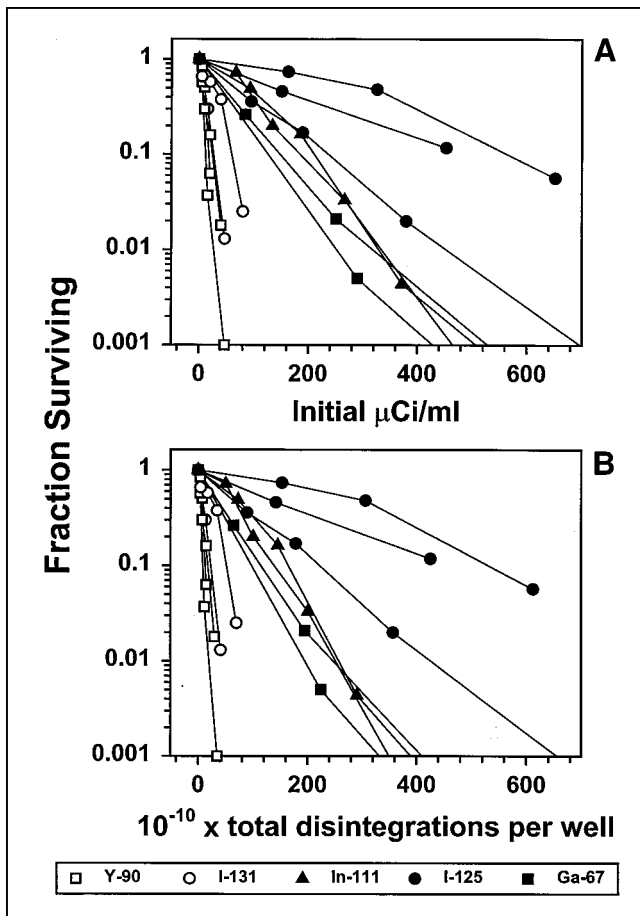 A
1
0.1
0.01
0.001
0 200 400 600
Initial μCi/ml
Fraction Surviving
B
1
0.1
0.01
0.001
0 200 400 600
10⁻¹⁰ x total disintegrations per well
Y-90 I-131 In-111 I-125 Ga-67